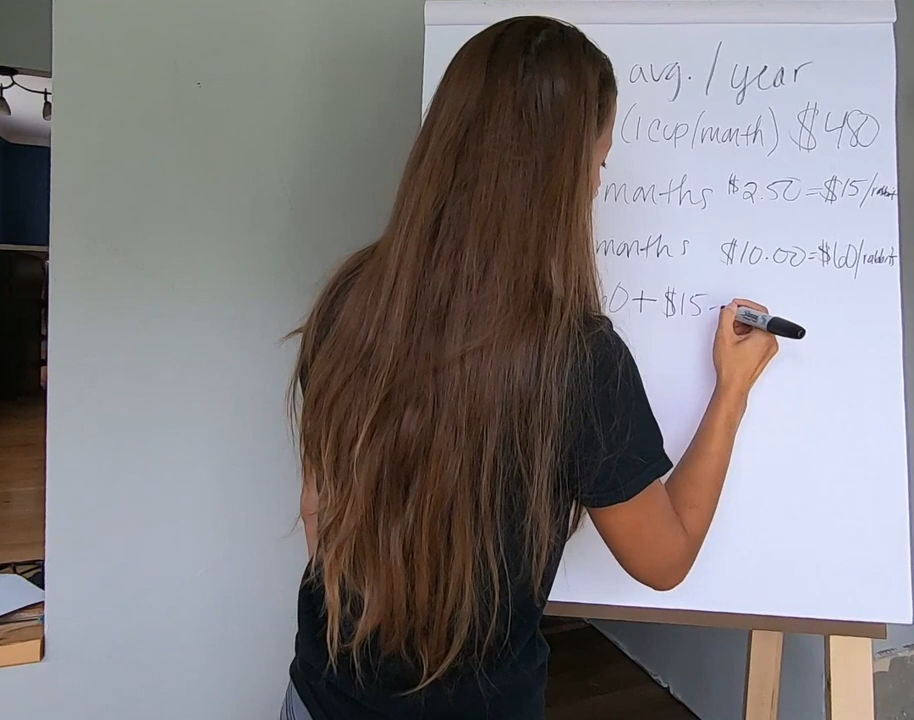 avg. / year
(1 cup/month) $480
months $2.50=$15/rabbit
months $10.00=$60/rabbit
0 + $15